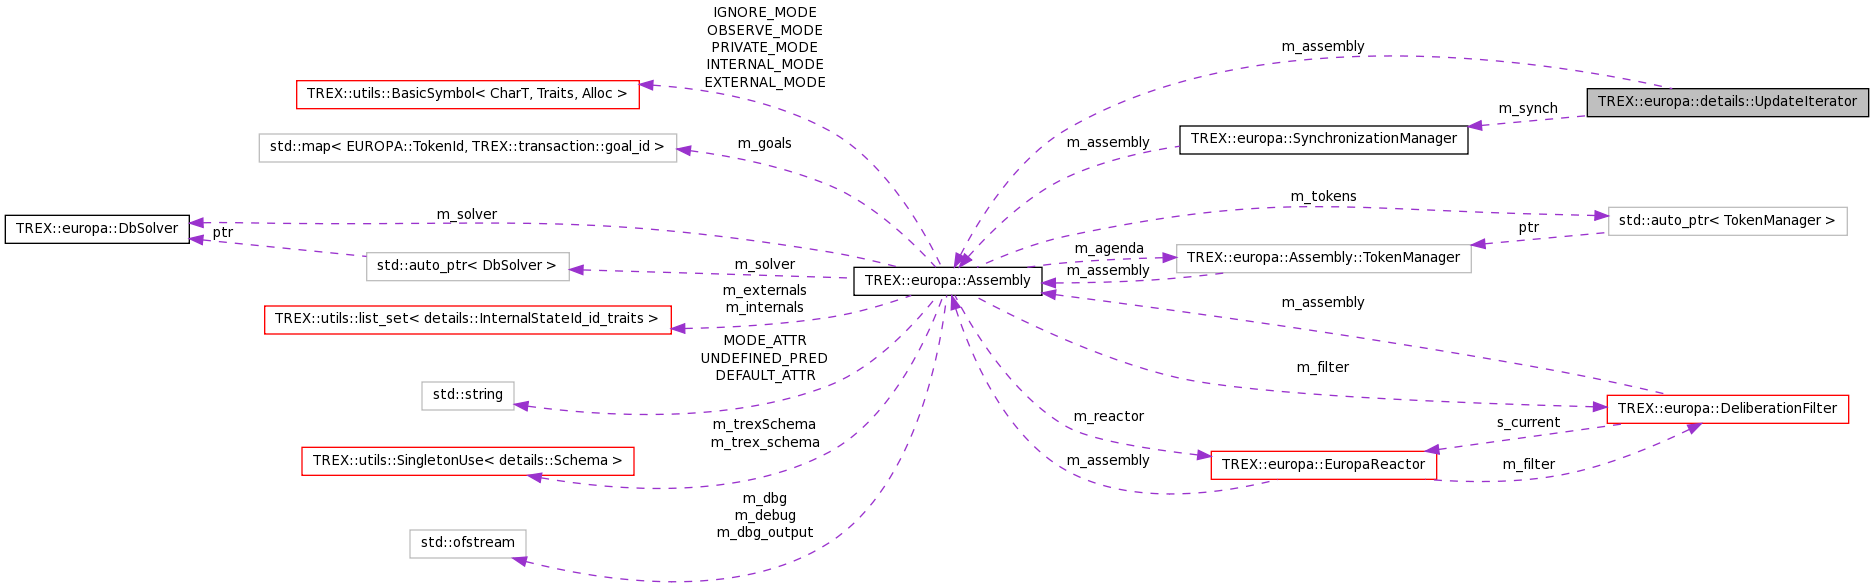 IGNORE_MODE
OBSERVE_MODE
PRIVATE_MODE
INTERNAL_MODE
EXTERNAL_MODE
m_assembly
TREX::utils::BasicSymbol< CharT, Traits, Alloc >
TREX::europa::details::UpdateIterator
m_synch
m_goals
m_assembly
TREX::europa::SynchronizationManager
std::map< EUROPA::TokenId, TREX::transaction::goal_id >
m_tokens
m_solver
std::auto_ptr< TokenManager >
TREX::europa::DbSolver
ptr
ptr
m_agenda
TREX::europa::Assembly::TokenManager
m_solver
std::auto_ptr< DbSolver >
m_assembly
TREX::europa::Assembly
m_externals
m_internals
m_assembly
TREX::utils::list_set< details::InternalStateId_id_traits >
MODE_ATTR
UNDEFINED_PRED
DEFAULT_ATTR
m_filter
std::string
TREX::europa::DeliberationFilter
m_reactor
s_current
m_trexSchema
m_trex_schema
TREX::utils::SingletonUse< details::Schema >
m_assembly
TREX::europa::EuropaReactor
m_filter
m_dbg
m_debug
m_dbg_output
std::ofstream